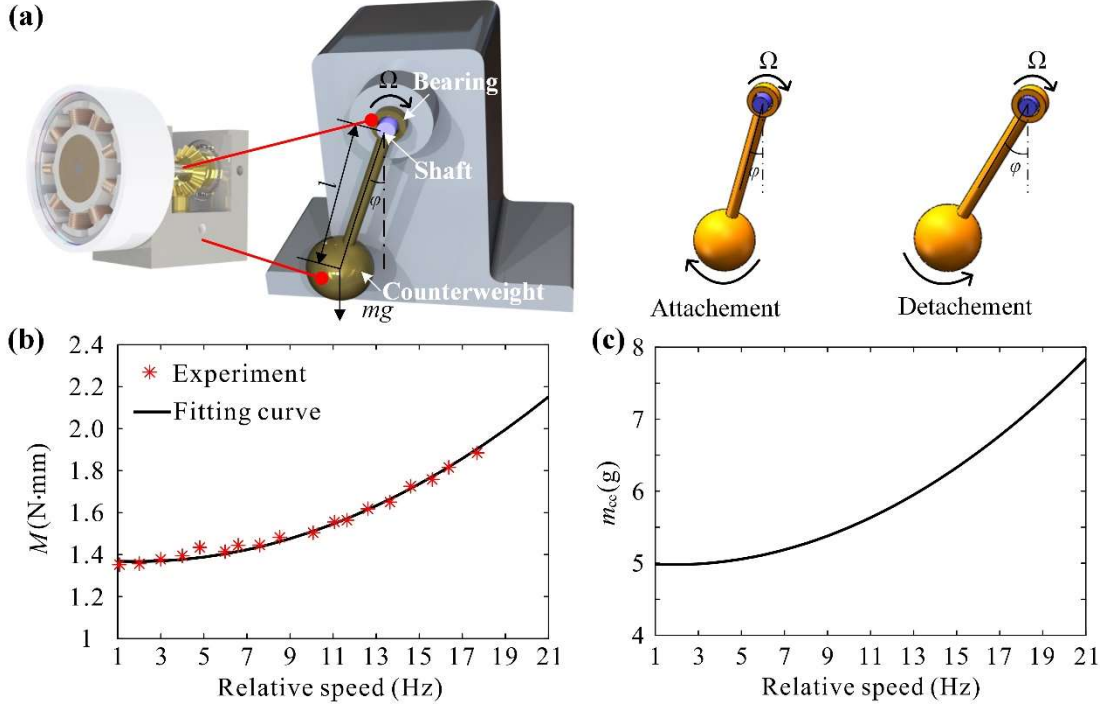 (a)
Ω
Bearing
Shaft
l
φ
Counterweight
mg
Ω
φ
Attachement
Ω
φ
Detachement
(b)
2.4
2.2
2.0
1.8
1.6
1.4
1.2
1
M(N·mm)
Experiment
Fitting curve
1 3 5 7 9 11 13 15 17 19 21
Relative speed (Hz)
(c)
8
7
6
5
4
mcc(g)
1 3 5 7 9 11 13 15 17 19 21
Relative speed (Hz)